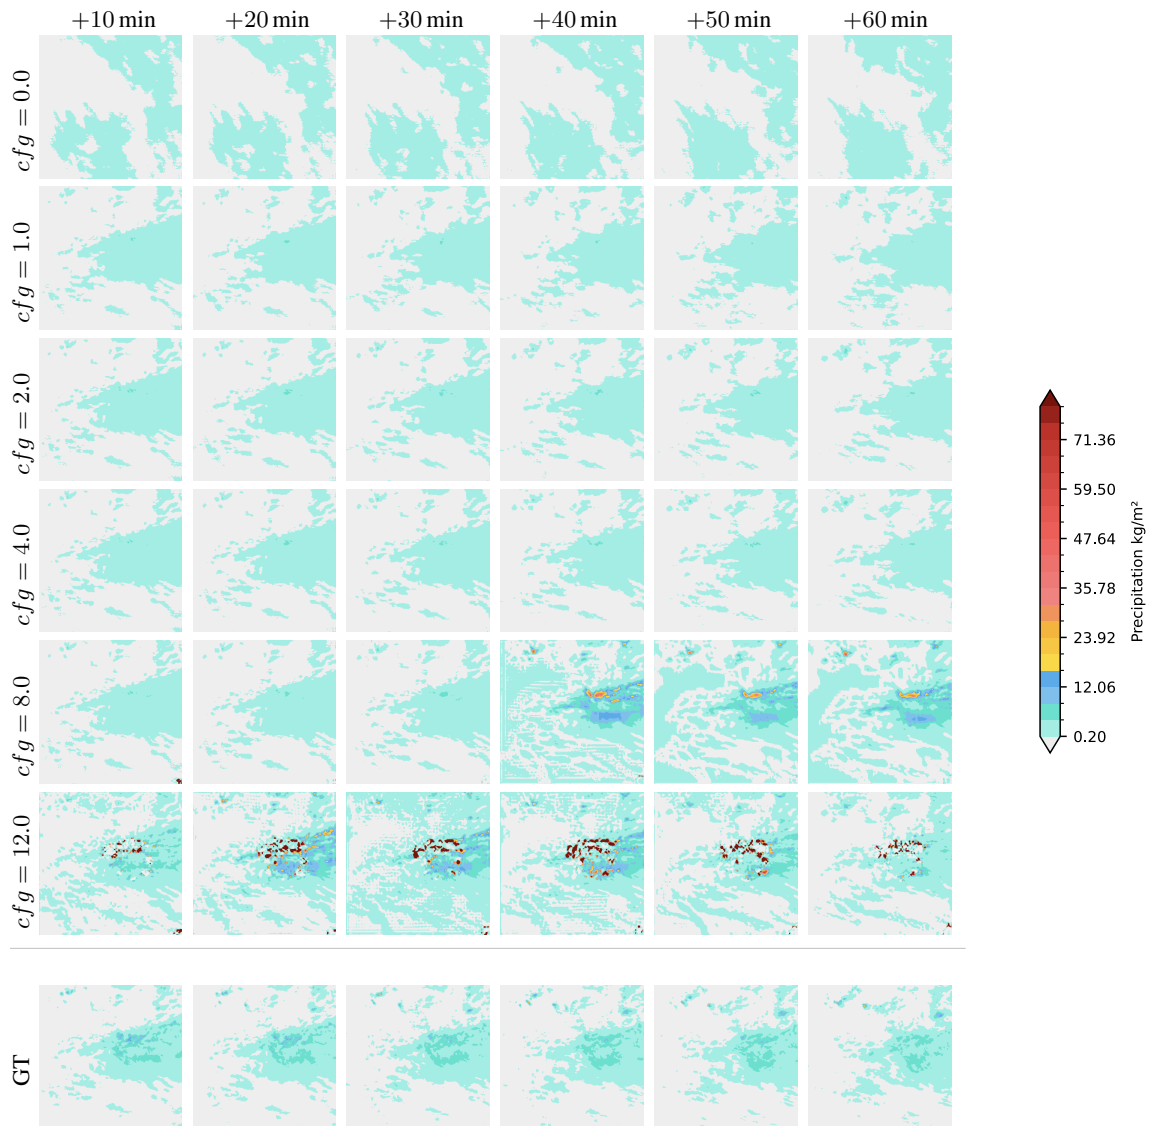 +10 min +20 min +30 min +40 min +50 min +60 min
cfg = 0.0
cfg = 1.0
cfg = 2.0
cfg = 4.0
cfg = 8.0
cfg = 12.0
GT
71.36
59.50
47.64
35.78
23.92
12.06
0.20
Precipitation kg/m²